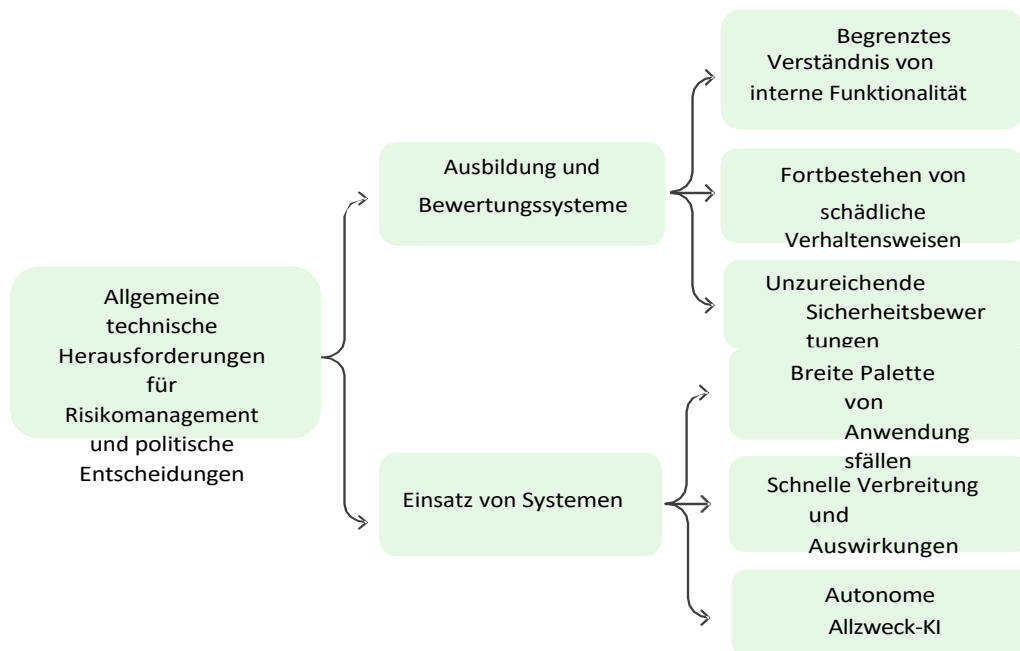 Allgemeine
technische
Herausforderungen
für
Risikomanagement
und politische
Entscheidungen
Ausbildung und
Bewertungssysteme
Begrenztes
Verständnis von
interne Funktionalität
Fortbestehen von
schädliche
Verhaltensweisen
Unzureichende
Sicherheitsbewer
tungen
Einsatz von Systemen
Breite Palette
von
Anwendung
sfällen
Schnelle Verbreitung
und
Auswirkungen
Autonome
Allzweck-KI